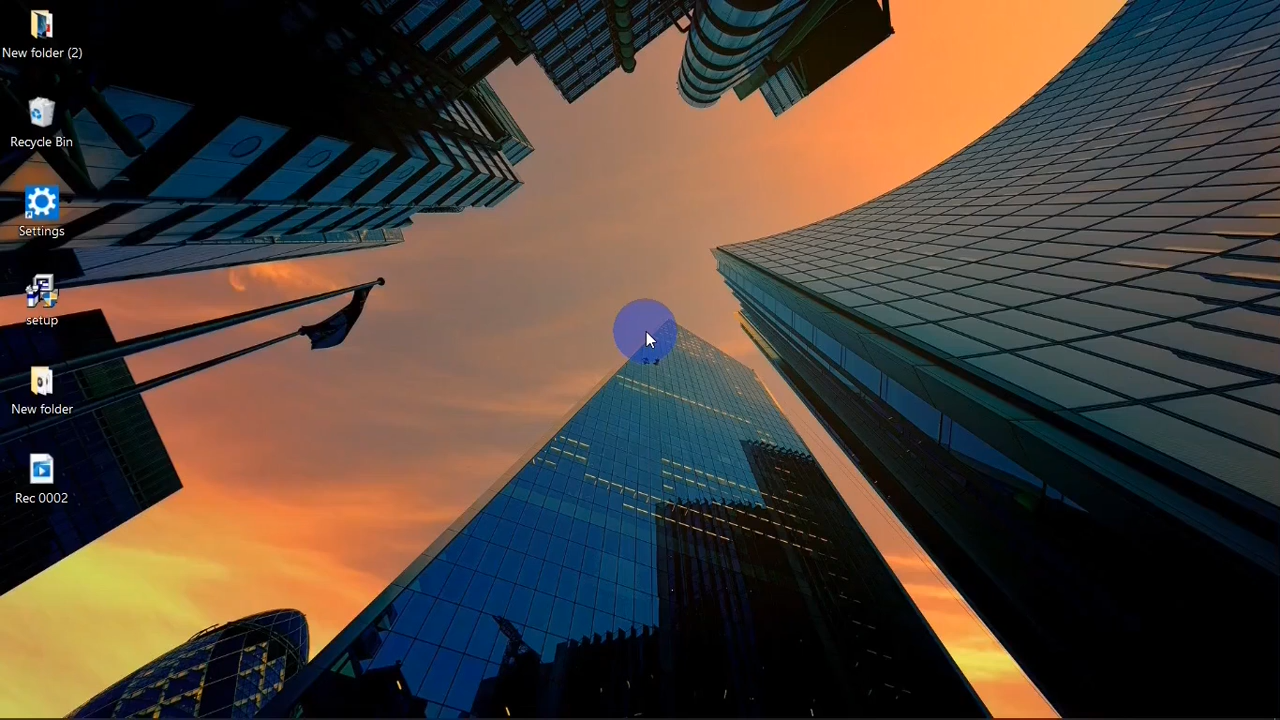 New folder (2)
Recycle Bin
Settings
setup
New folder
Rec 0002